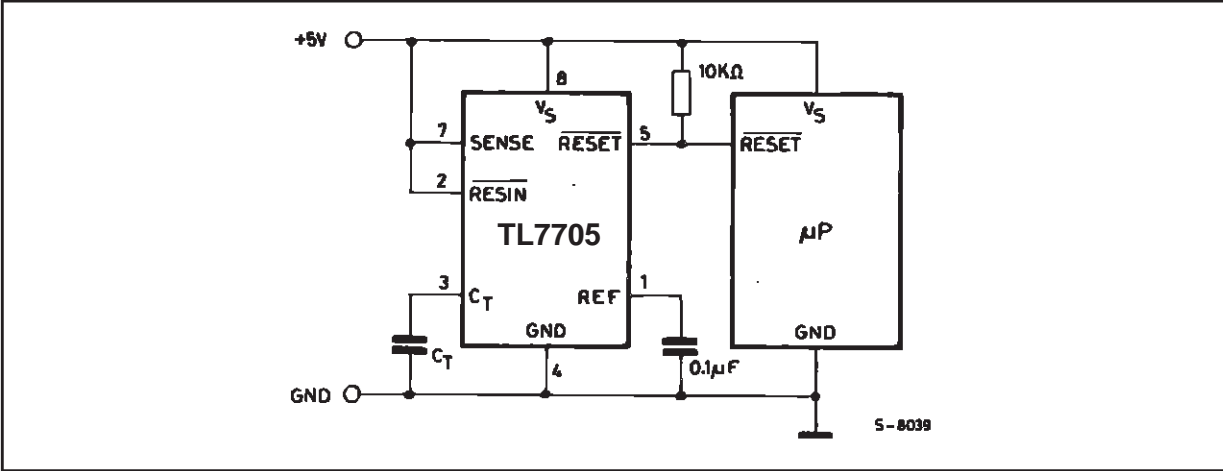 +5V
8
10KΩ
VS
VS
7
SENSE
RESET
5
RESET
2
RESIN
TL7705
μP
3
CT
REF
1
GND
GND
CT
4
0.1μF
GND
S-8039